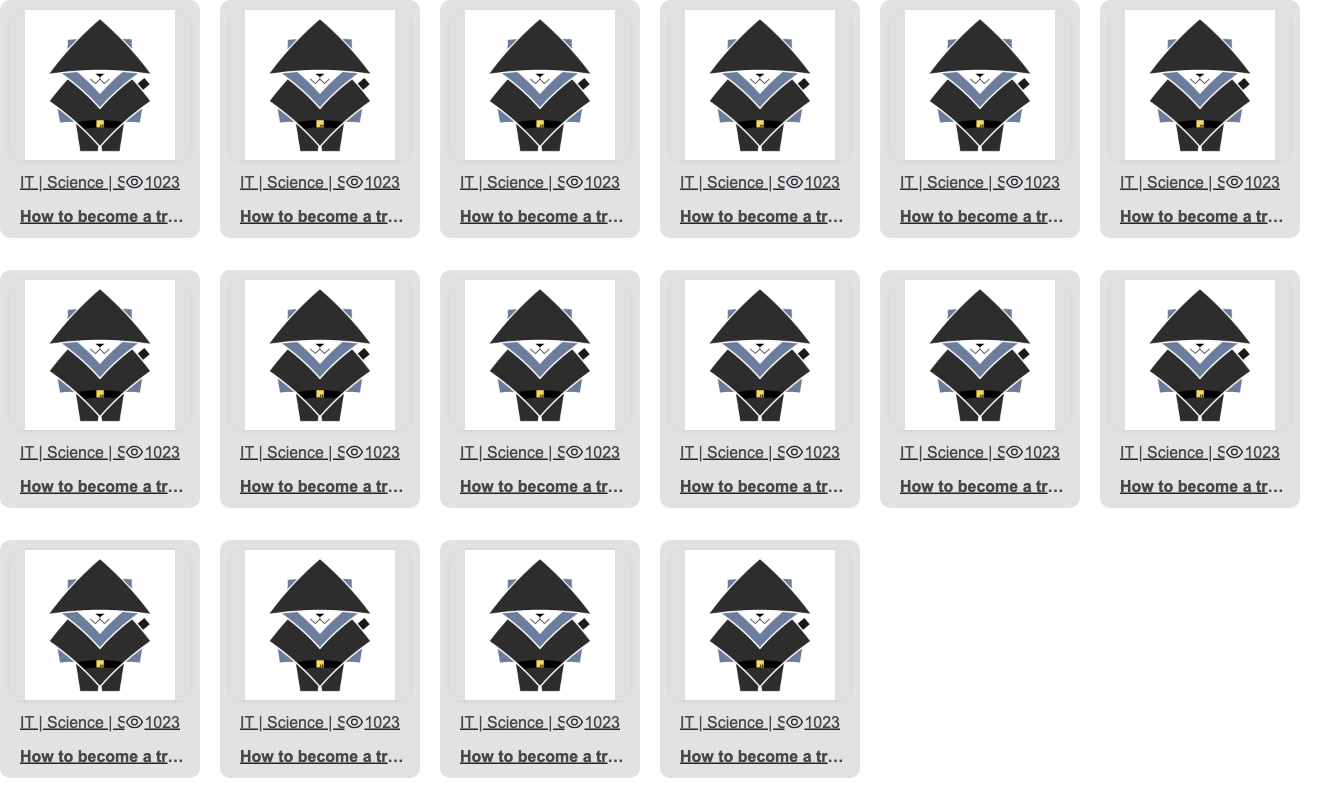 IT | Science | S 1023 IT | Science | S 1023 IT | Science | S 1023 IT | Science | S 1023 IT | Science | S 1023 IT | Science | S 1023
How to become a tr... How to become a tr... How to become a tr... How to become a tr... How to become a tr... How to become a tr...
IT | Science | S 1023 IT | Science | S 1023 IT | Science | S 1023 IT | Science | S 1023 IT | Science | S 1023 IT | Science | S 1023
How to become a tr... How to become a tr... How to become a tr... How to become a tr... How to become a tr... How to become a tr...
IT | Science | S 1023 IT | Science | S 1023 IT | Science | S 1023 IT | Science | S 1023
How to become a tr... How to become a tr... How to become a tr... How to become a tr...